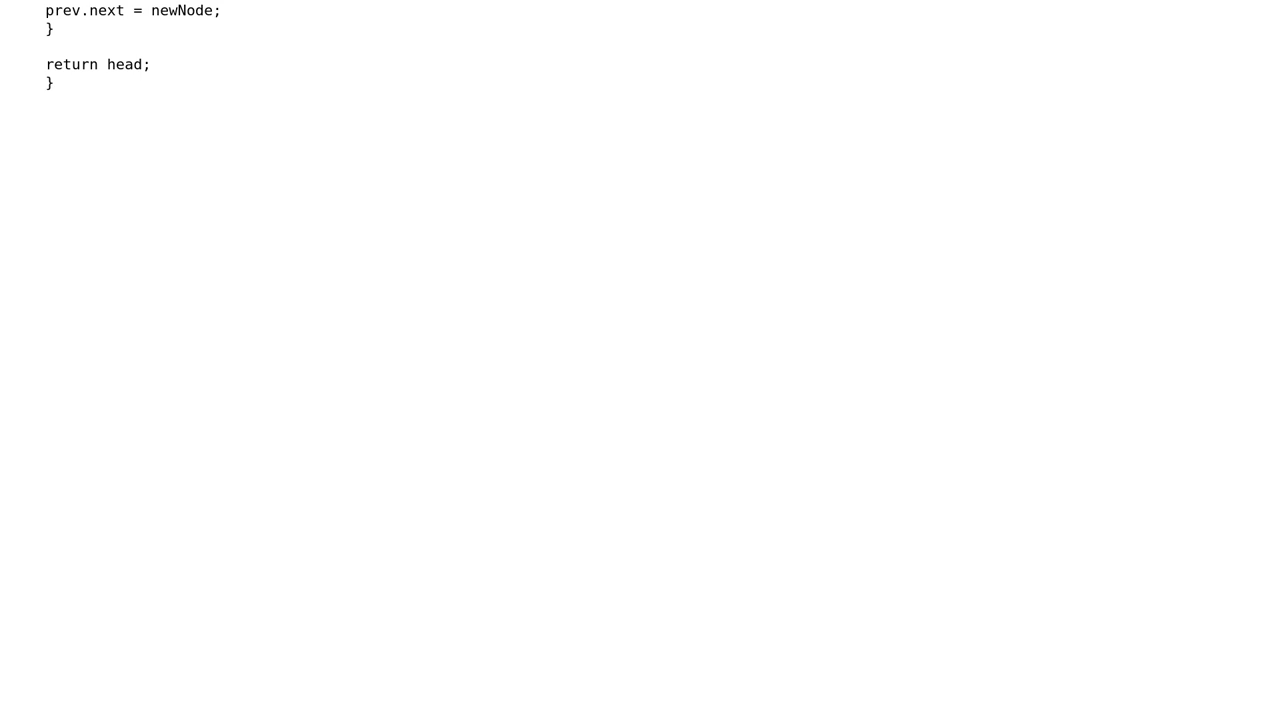 prev.next = newNode;
}
return head;
}